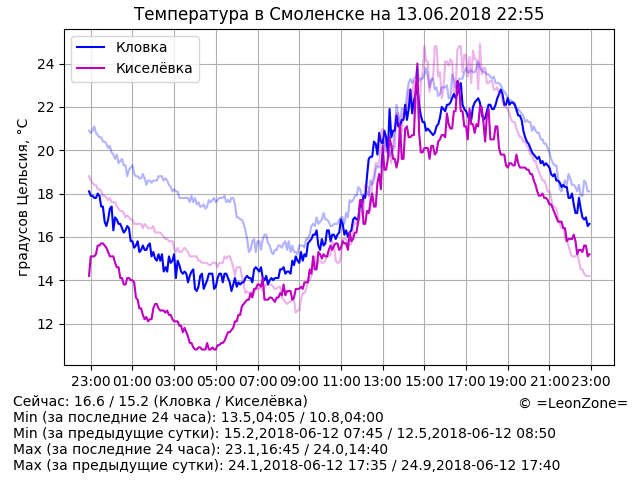 Температура в Смоленске на 13.06.2018 22:55
Кловка
Киселёвка
градусов Цельсия, °C
24
22
20
18
16
14
12
23:00 01:00 03:00 05:00 07:00 09:00 11:00 13:00 15:00 17:00 19:00 21:00 23:00
Сейчас: 16.6 / 15.2 (Кловка / Киселёвка)
© =LeonZone=
Min (за последние 24 часа): 13.5,04:05 / 10.8,04:00
Min (за предыдущие сутки): 15.2,2018-06-12 07:45 / 12.5,2018-06-12 08:50
Max (за последние 24 часа): 23.1,16:45 / 24.0,14:40
Max (за предыдущие сутки): 24.1,2018-06-12 17:35 / 24.9,2018-06-12 17:40